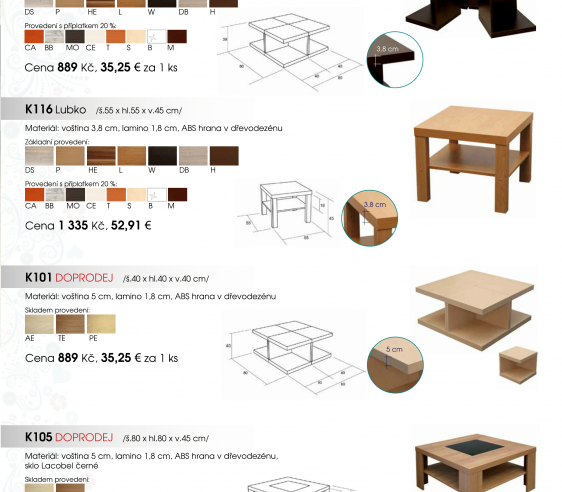 DS P HE L W DB H
Provedení s příplatkem 20 %:
CA BB MO CE T S B M
Cena 889 Kč, 35,25 € za 1 ks
3,8 cm
K116 Lubko /š.55 x hl.55 x v.45 cm/
Materiál: voština 3,8 cm, lamino 1,8 cm, ABS hrana v dřevodezénu
Základní provedení:
DS P HE L W DB H
Provedení s příplatkem 20 %:
CA BB MO CE T S B M
Cena 1 335 Kč, 52,91 €
3,8 cm
K101 DOPRODEJ /š.40 x hl.40 x v.40 cm/
Materiál: voština 5 cm, lamino 1,8 cm, ABS hrana v dřevodezénu
Skladem provedení:
AE TE PE
Cena 889 Kč, 35,25 € za 1 ks
5 cm
K105 DOPRODEJ /š.80 x hl.80 x v.45 cm/
Materiál: voština 5 cm, lamino 1,8 cm, ABS hrana v dřevodezénu,
sklo Lacobel černé
Skladem provedení: